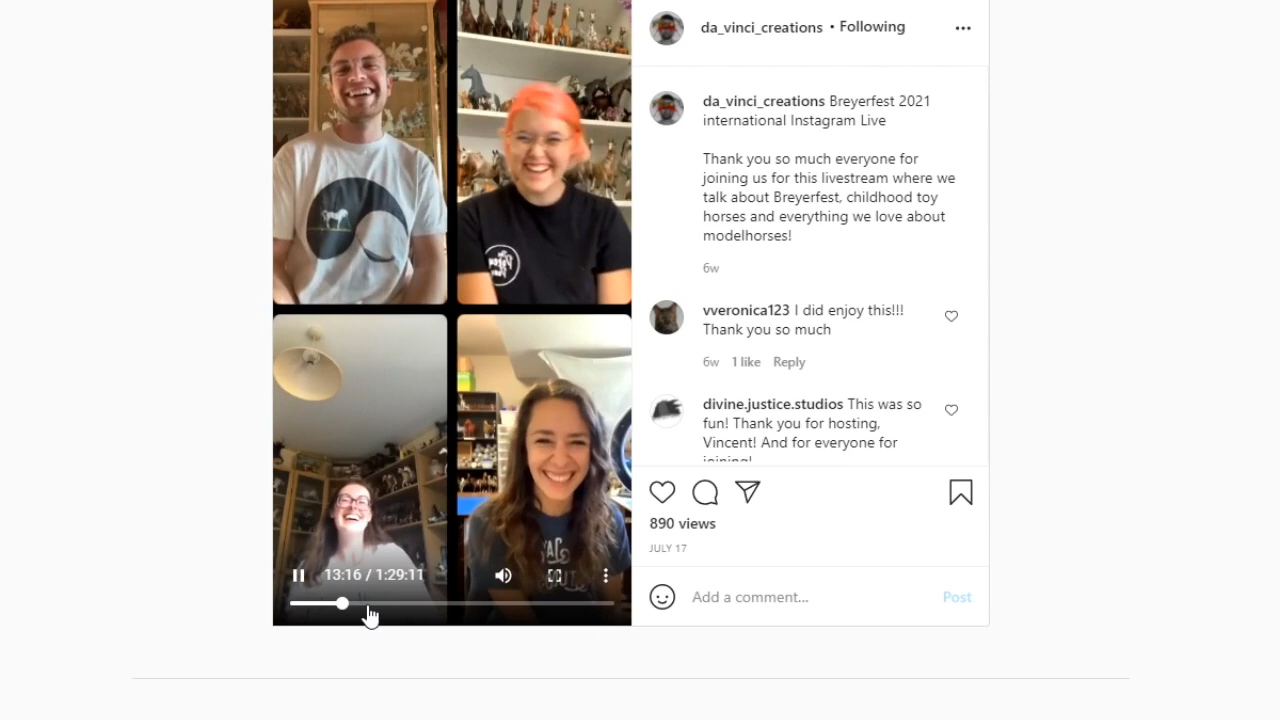 da_vinci_creations • Following
da_vinci_creations Breyerfest 2021
international Instagram Live
Thank you so much everyone for
joining us for this livestream where we
talk about Breyerfest, childhood toy
horses and everything we love about
modelhorses!
6w
vveronica123 I did enjoy this!!!
Thank you so much
6w 1 like Reply
divine.justice.studios This was so
fun! Thank you for hosting,
Vincent! And for everyone for
joining!
890 views
JULY 17
13:16 / 1:29:11
Add a comment... Post